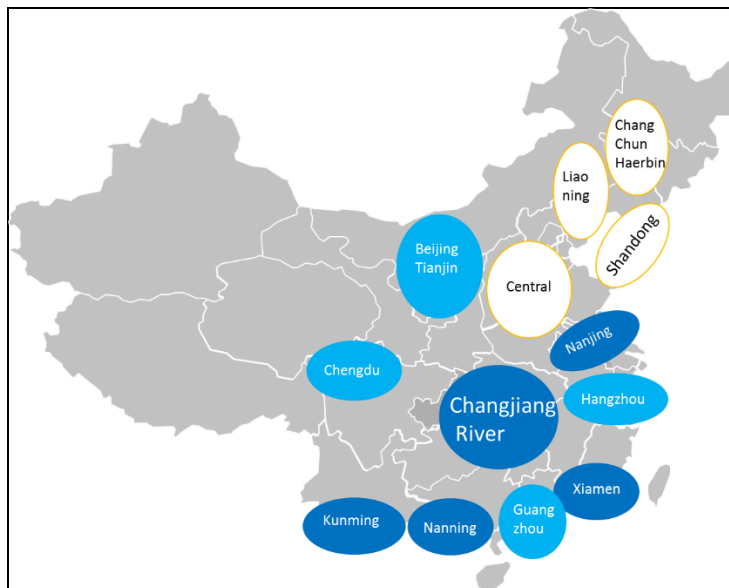 Chang
Chun
Haerbin
Liao
ning
Shandong
Beijing
Tianjin
Central
Nanjing
Chengdu
Hangzhou
Changjiang
River
Xiamen
Kunming
Nanning
Guang
zhou